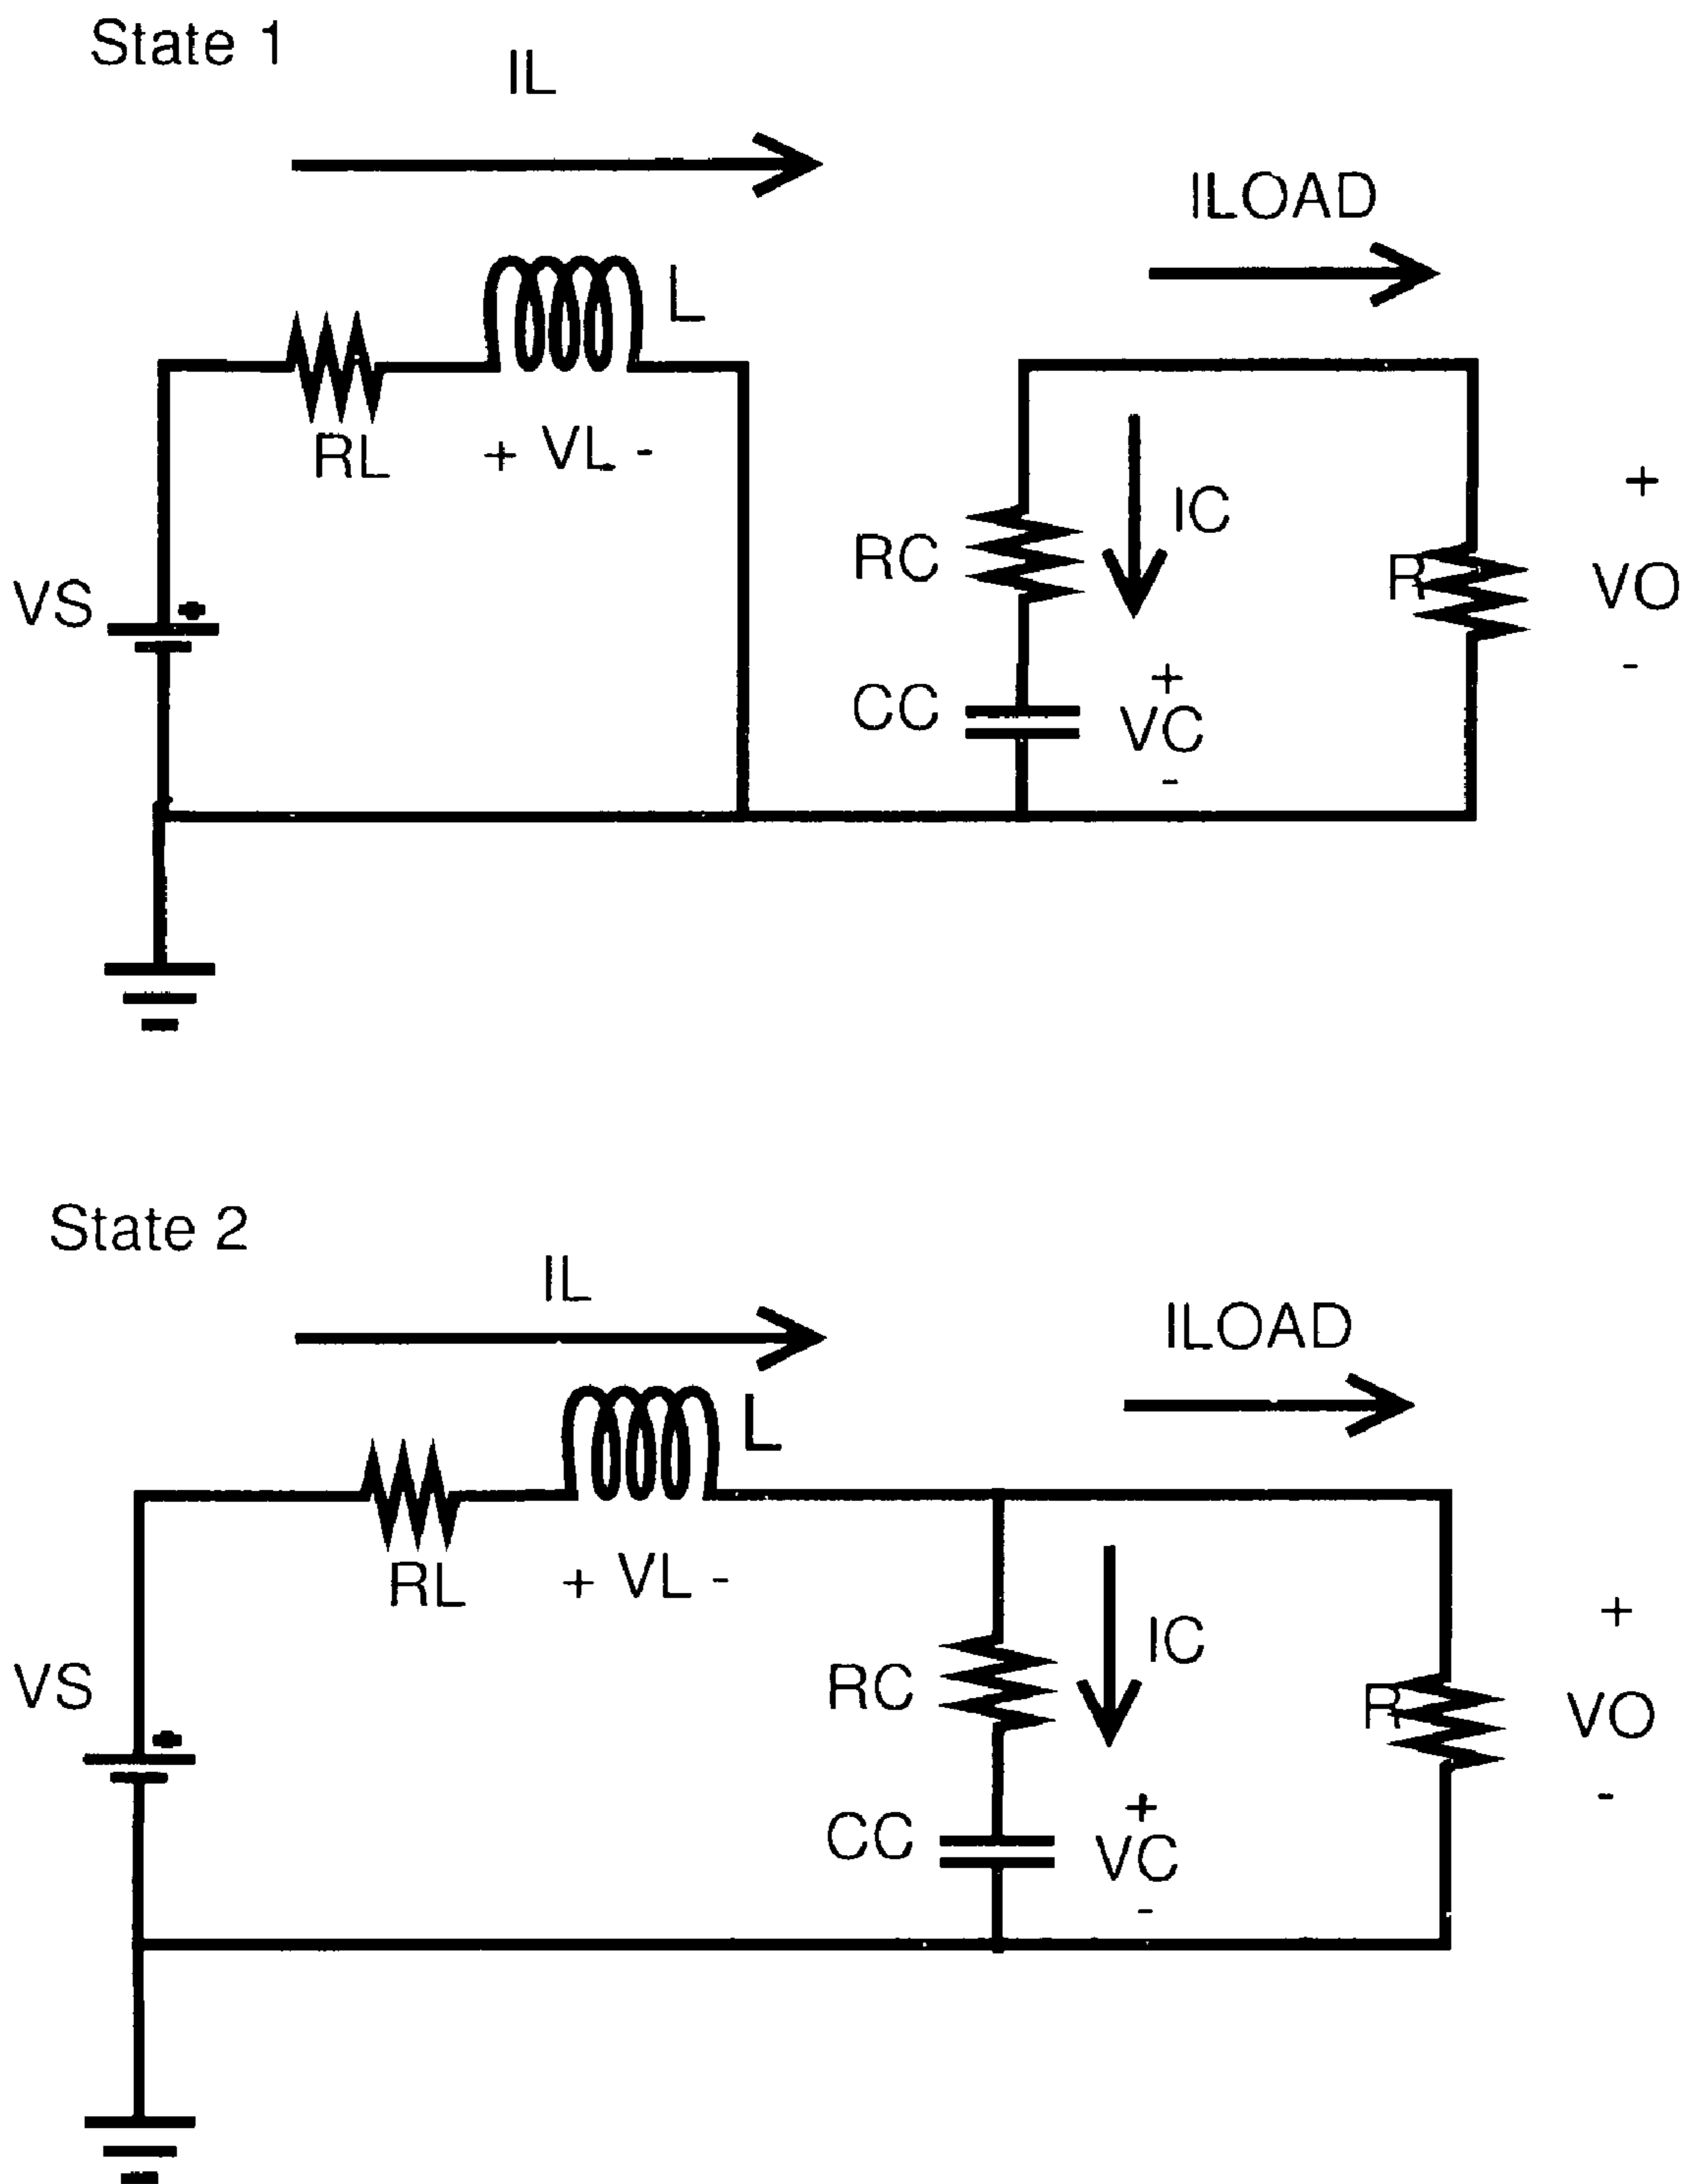 State 1
IL
ILOAD
L
RL
+ VL -
IC
RC
R
+
VO
-
VS
CC
+
VC
-
State 2
IL
ILOAD
L
RL
+ VL -
IC
RC
R
+
VO
-
VS
CC
+
VC
-